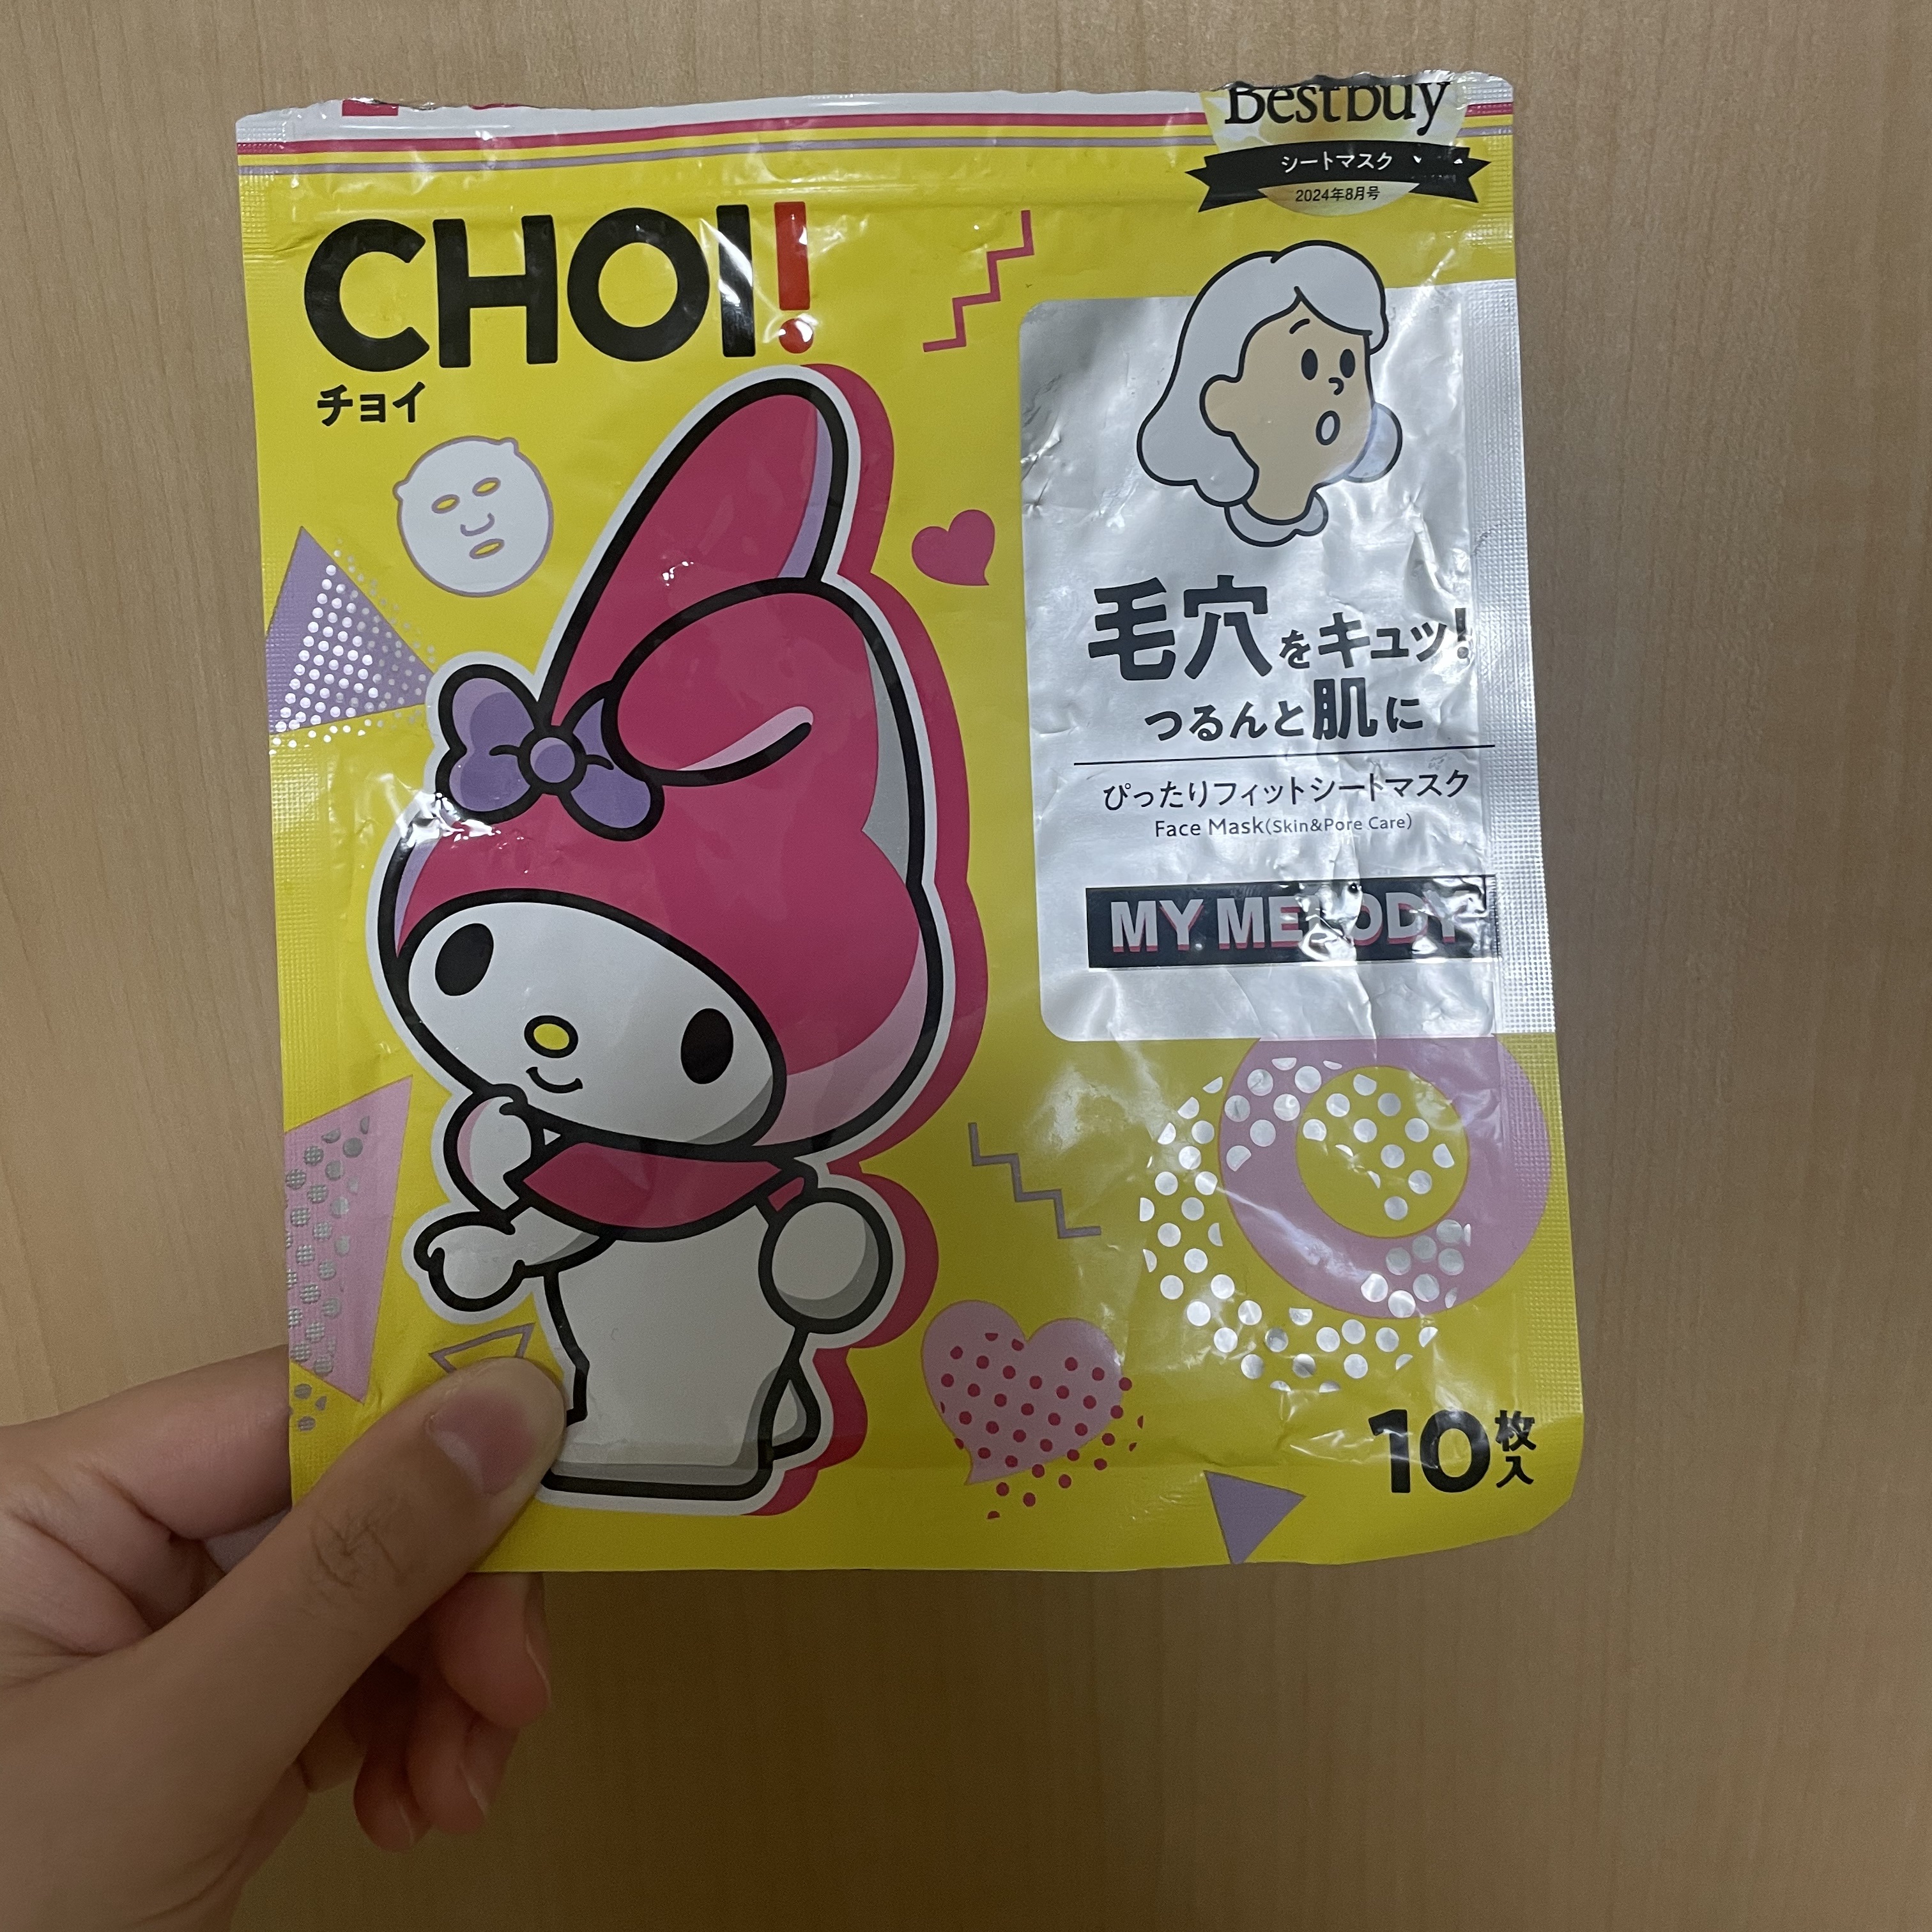 BestBuy
シートマスク
2024年8月号
CHOI!
チョイ
毛穴をキュッ!
つるんと肌に
ぴったりフィットシートマスク
Face Mask(Skin&Pore Care)
MY MELODY
10枚入